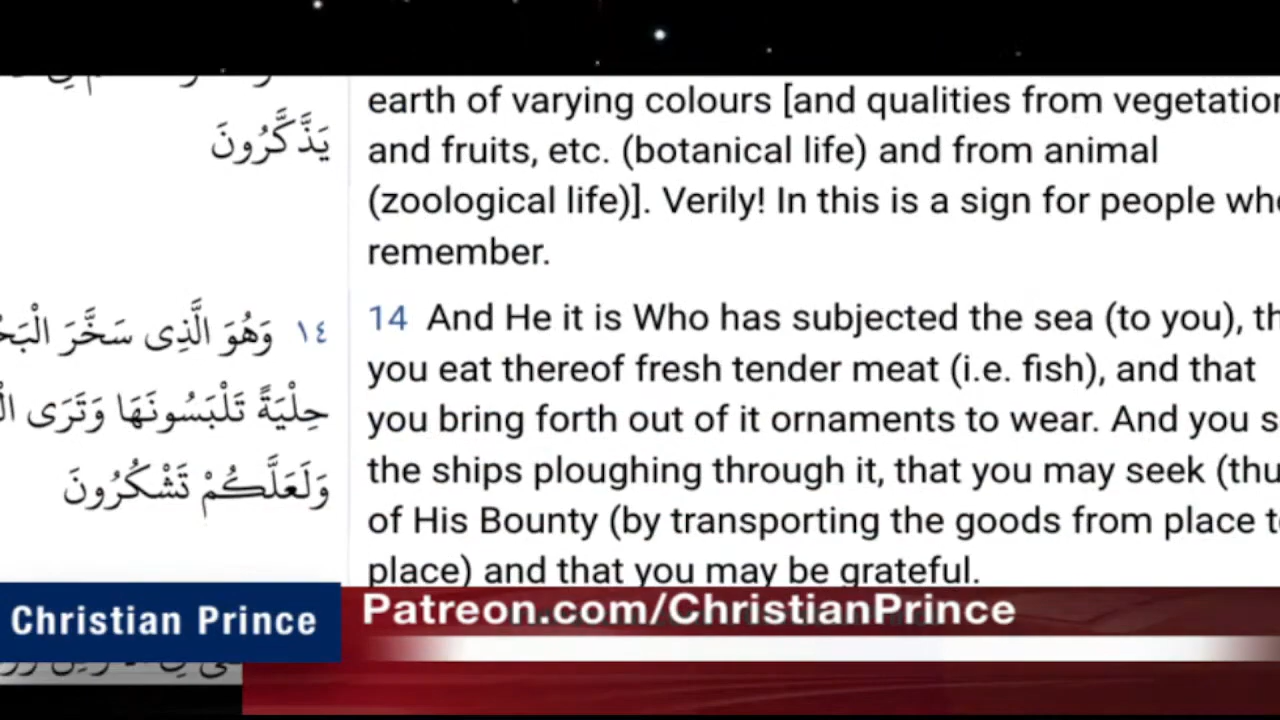 earth of varying colours [and qualities from vegetation
and fruits, etc. (botanical life) and from animal
(zoological life)]. Verily! In this is a sign for people who
remember.
يَذَّكَّرُونَ
14 And He it is Who has subjected the sea (to you),
you eat thereof fresh tender meat (i.e. fish), and that
you bring forth out of it ornaments to wear. And you
the ships ploughing through it, that you may seek
of His Bounty (by transporting the goods from place
place) and that you may be grateful.
١٤ وَهُوَ الَّذِى سَخَّرَ
حِلْيَةً تَلْبَسُونَهَا وَتَرَى
وَلَعَلَّكُمْ تَشْكُرُونَ
Christian Prince
Patreon.com/ChristianPrince